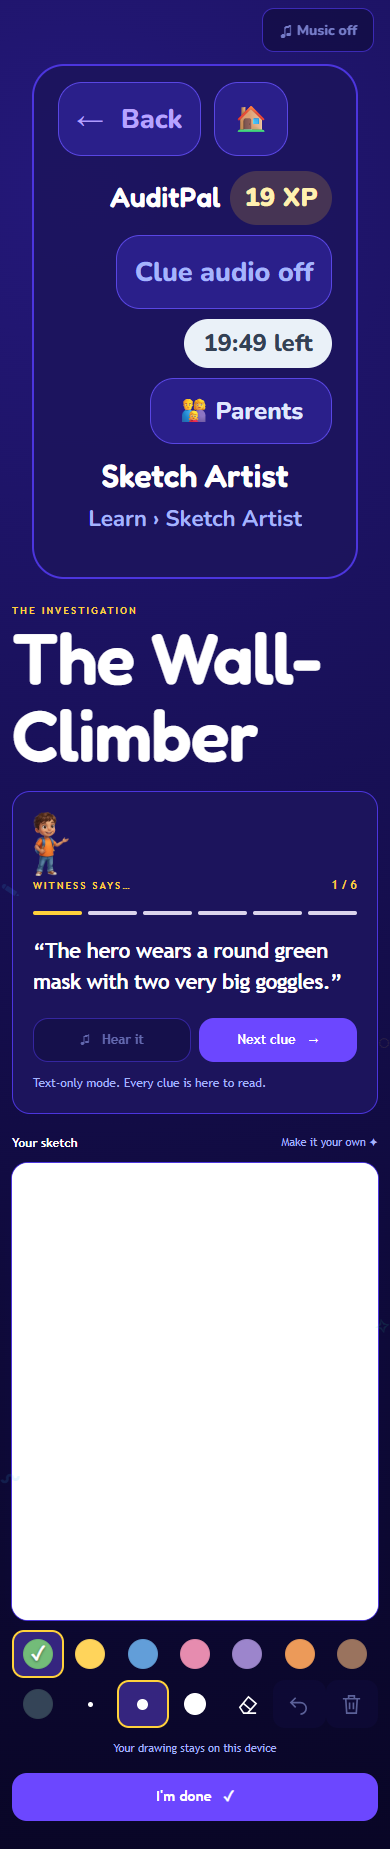 ♫ Music off
← Back
AuditPal 19 XP
Clue audio off
19:49 left
Parents
Sketch Artist
Learn › Sketch Artist
THE INVESTIGATION
The Wall-
Climber
WITNESS SAYS…
1 / 6
“The hero wears a round green
mask with two very big goggles.”
♫ Hear it
Next clue →
Text-only mode. Every clue is here to read.
Your sketch
Make it your own ✦
Your drawing stays on this device
I'm done ✓